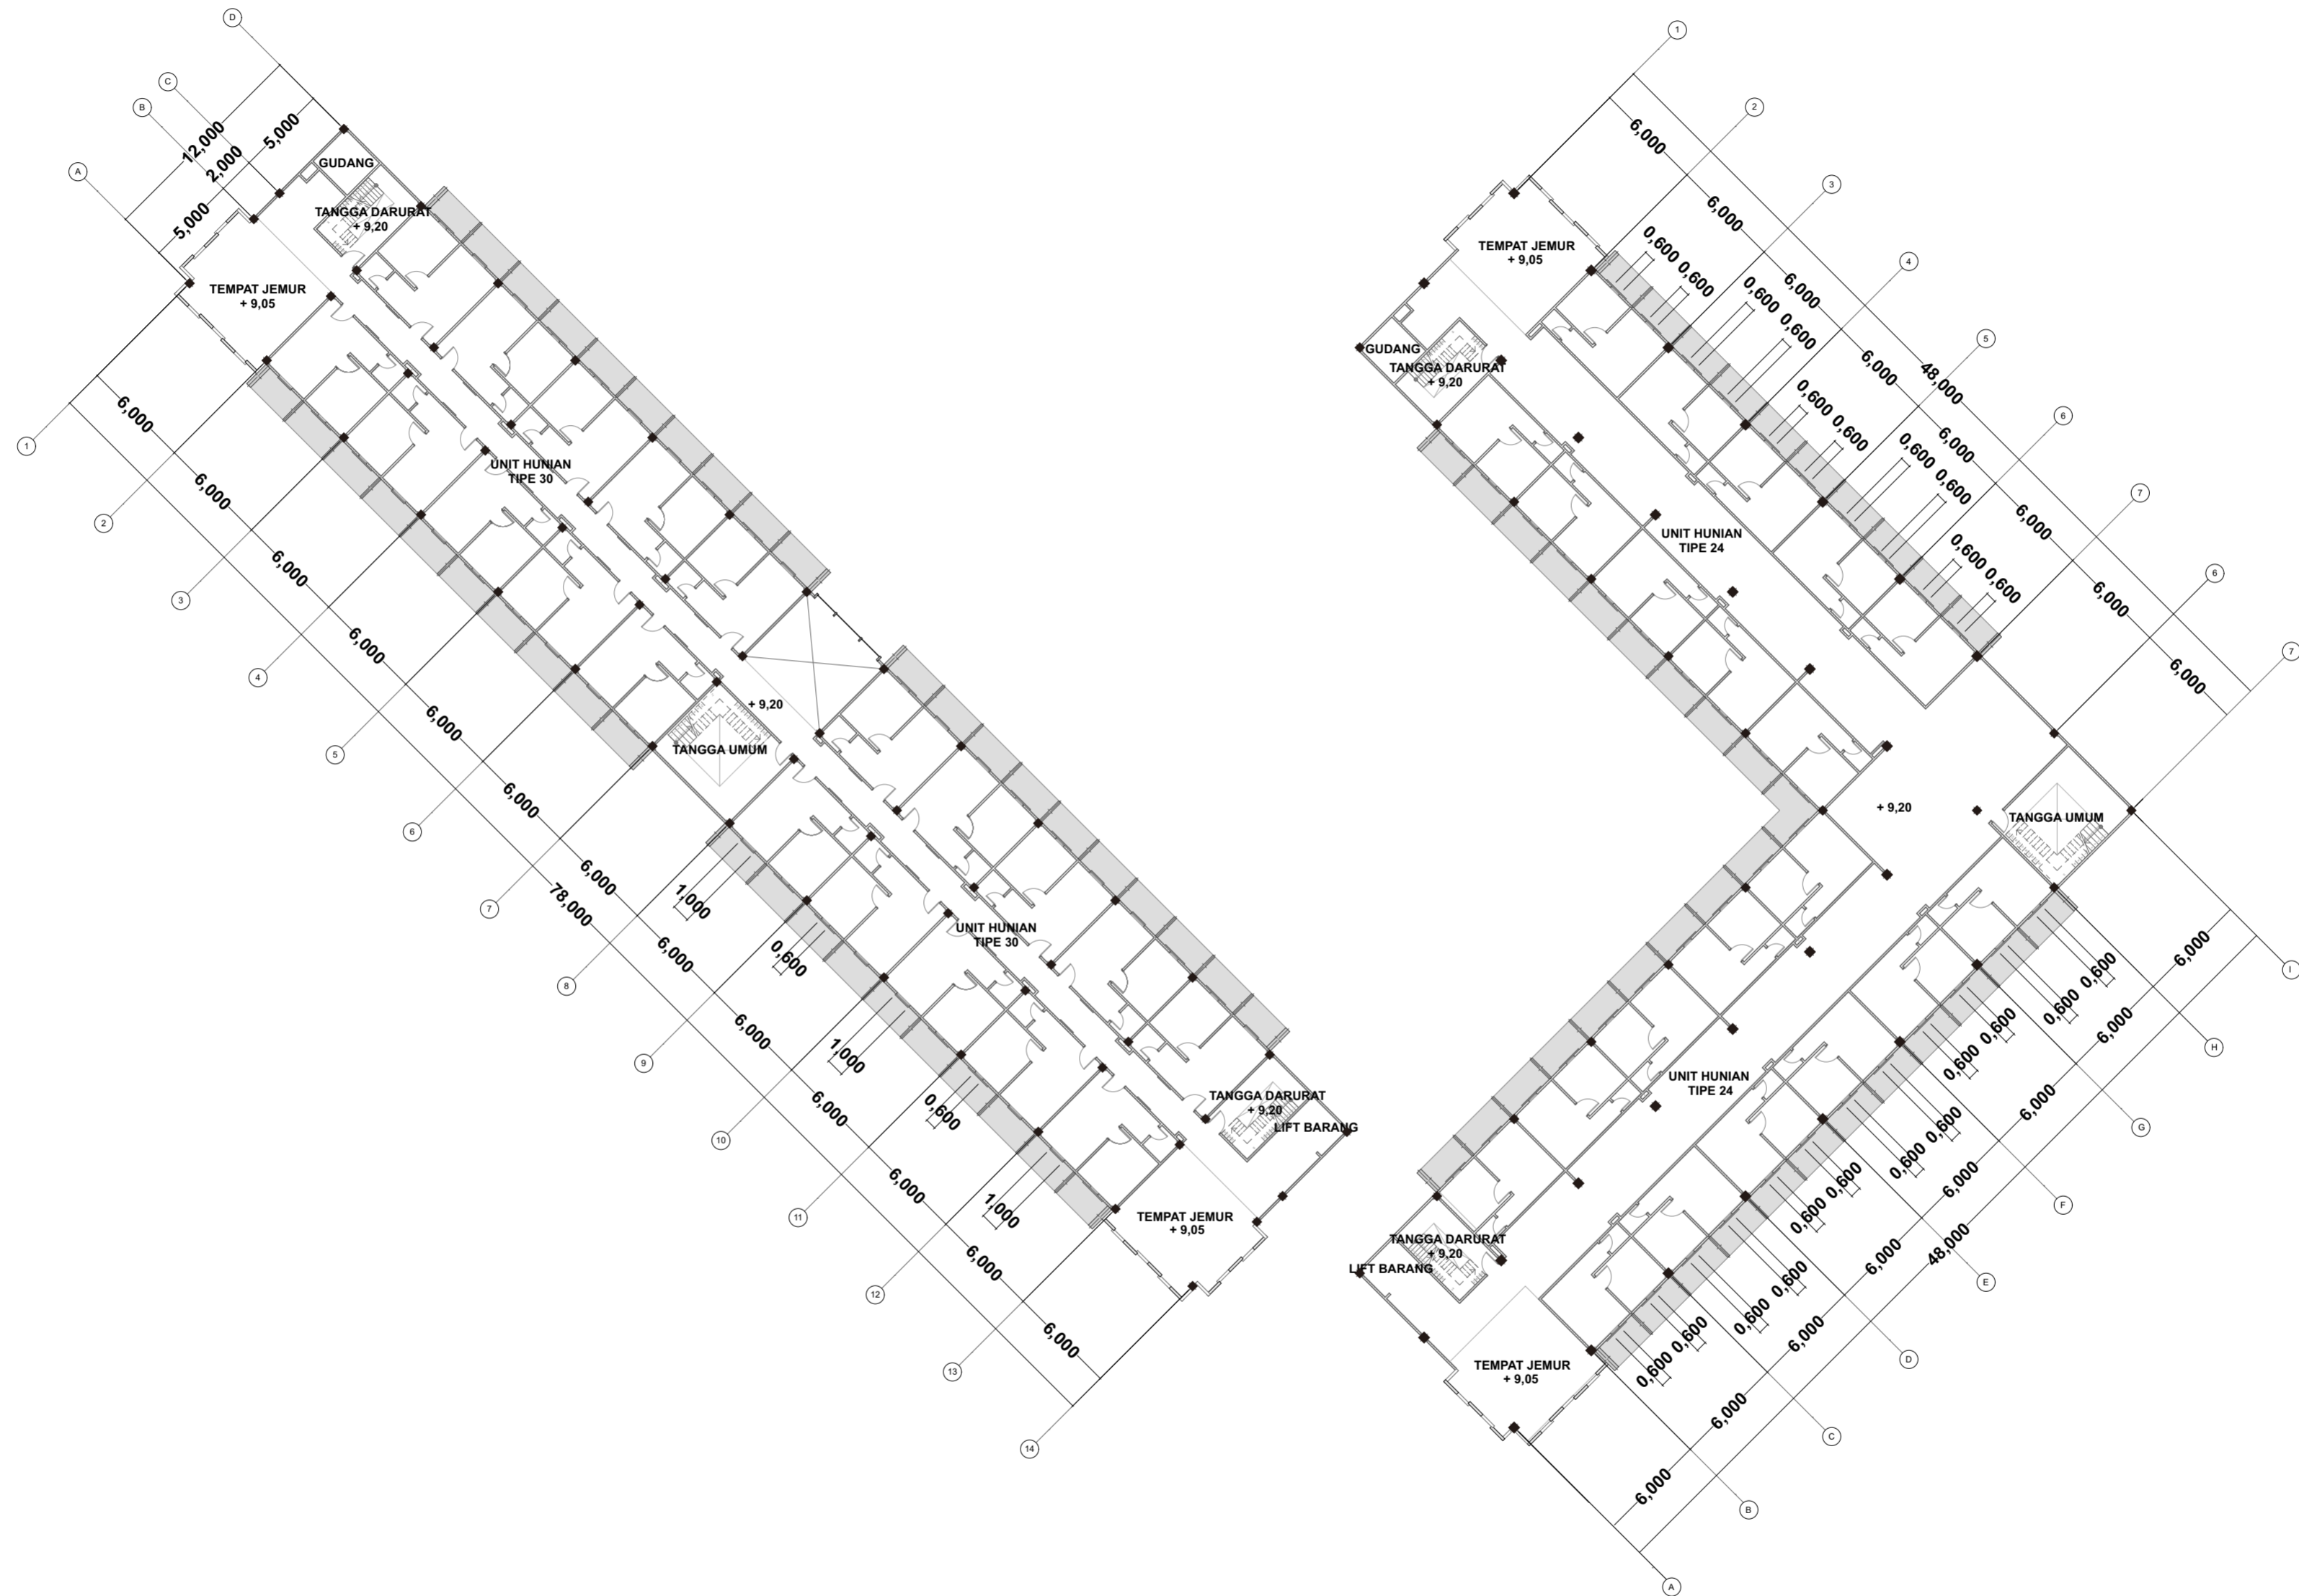 D
C
B
A
12,000
5,000
2,000
5,000
GUDANG
TANGGA DARURAT
+ 9,20
TEMPAT JEMUR
+ 9,05
UNIT HUNIAN
TIPE 30
+ 9,20
TANGGA UMUM
UNIT HUNIAN
TIPE 30
TANGGA DARURAT
+ 9,20
LIFT BARANG
TEMPAT JEMUR
+ 9,05
6,000
6,000
6,000
6,000
6,000
6,000
6,000
6,000
6,000
6,000
6,000
6,000
6,000
78,000
1,000
0,600
1,000
0,600
1,000
1
2
3
4
5
6
7
8
9
10
11
12
13
14
1
2
3
4
5
6
7
6
7
6,000
6,000
6,000
6,000
6,000
6,000
6,000
6,000
48,000
0,600 0,600
0,600 0,600
0,600 0,600
0,600 0,600
0,600 0,600
TEMPAT JEMUR
+ 9,05
GUDANG
TANGGA DARURAT
+ 9,20
UNIT HUNIAN
TIPE 24
+ 9,20
TANGGA UMUM
UNIT HUNIAN
TIPE 24
TANGGA DARURAT
+ 9,20
LIFT BARANG
TEMPAT JEMUR
+ 9,05
0,600 0,600
0,600 0,600
0,600 0,600
0,600 0,600
0,600 0,600
0,600 0,600
6,000
6,000
6,000
6,000
6,000
6,000
6,000
6,000
48,000
I
H
G
F
E
D
C
B
A